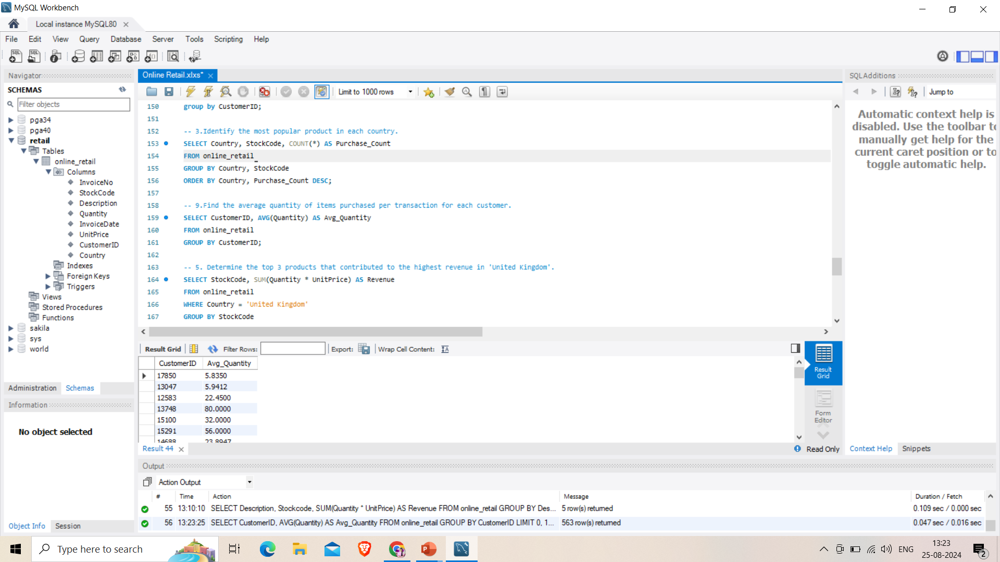 MySQL Workbench
Local instance MySQL80
File Edit View Query Database Server Tools Scripting Help
Navigator
SCHEMAS
Filter objects
pga34
pga40
retail
Tables
online_retail
Columns
InvoiceNo
StockCode
Description
Quantity
InvoiceDate
UnitPrice
CustomerID
Country
Indexes
Foreign Keys
Triggers
Views
Stored Procedures
Functions
sakila
sys
world
Administration Schemas
Information
No object selected
Object Info Session
Online Retail.xlxs*
Limit to 1000 rows
150 group by CustomerID;
151
152 -- 3.Identify the most popular product in each country.
153 SELECT Country, StockCode, COUNT(*) AS Purchase_Count
154 FROM online_retail
155 GROUP BY Country, StockCode
156 ORDER BY Country, Purchase_Count DESC;
157
158 -- 9.Find the average quantity of items purchased per transaction for each customer.
159 SELECT CustomerID, AVG(Quantity) AS Avg_Quantity
160 FROM online_retail
161 GROUP BY CustomerID;
162
163 -- 5. Determine the top 3 products that contributed to the highest revenue in 'United Kingdom'.
164 SELECT StockCode, SUM(Quantity * UnitPrice) AS Revenue
165 FROM online_retail
166 WHERE Country = 'United Kingdom'
167 GROUP BY StockCode
Result Grid Filter Rows: Export: Wrap Cell Content:
CustomerID Avg_Quantity
17850 5.8350
13047 5.9412
12583 22.4500
13748 80.0000
15100 32.0000
15291 56.0000
14688 23.8947
Result Grid
Form Editor
Result 44
Read Only
SQLAdditions
Jump to
Automatic context help is
disabled. Use the toolbar to
manually get help for the
current caret position or to
toggle automatic help.
Context Help Snippets
Output
Action Output
# Time Action Message Duration / Fetch
55 13:10:10 SELECT Description, Stockcode, SUM(Quantity * UnitPrice) AS Revenue FROM online_retail GROUP BY Des... 5 row(s) returned 0.109 sec / 0.000 sec
56 13:23:25 SELECT CustomerID, AVG(Quantity) AS Avg_Quantity FROM online_retail GROUP BY CustomerID LIMIT 0, 1... 563 row(s) returned 0.047 sec / 0.016 sec
Type here to search
ENG
13:23
25-08-2024
2